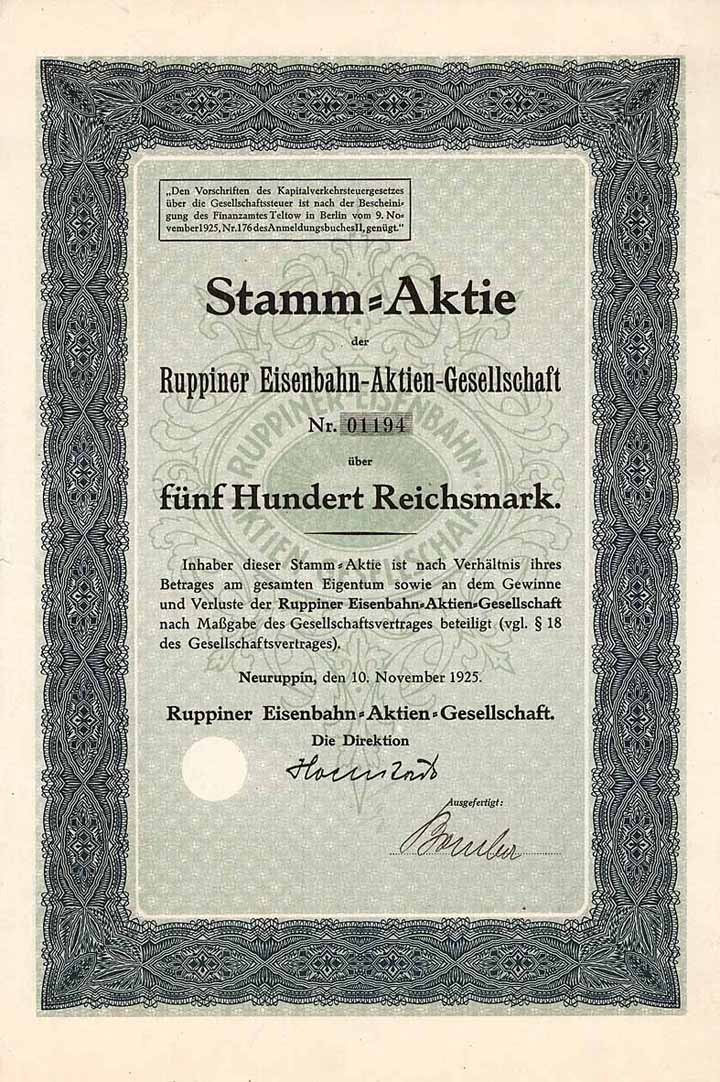 „Den Vorschriften des Kapitalverkehrsteuergesetzes
über die Gesellschaftssteuer ist nach der Bescheini-
gung des Finanzamtes Teltow in Berlin vom 9. No-
vember 1925, Nr. 176 des Anmeldungsbuches II, genügt.“
Stamm-Aktie
der
Ruppiner Eisenbahn-Aktien-Gesellschaft
Nr. 01194
über
fünf Hundert Reichsmark.
RUPPINER EISENBAHN-
AKTIEN-GESELLSCHAFT
Inhaber dieser Stamm-Aktie ist nach Verhältnis ihres
Betrages am gesamten Eigentum sowie an dem Gewinne
und Verluste der Ruppiner Eisenbahn-Aktien-Gesellschaft
nach Maßgabe des Gesellschaftsvertrages beteiligt (vgl. § 18
des Gesellschaftsvertrages).
Neuruppin, den 10. November 1925.
Ruppiner Eisenbahn-Aktien-Gesellschaft.
Die Direktion
Ausgefertigt: